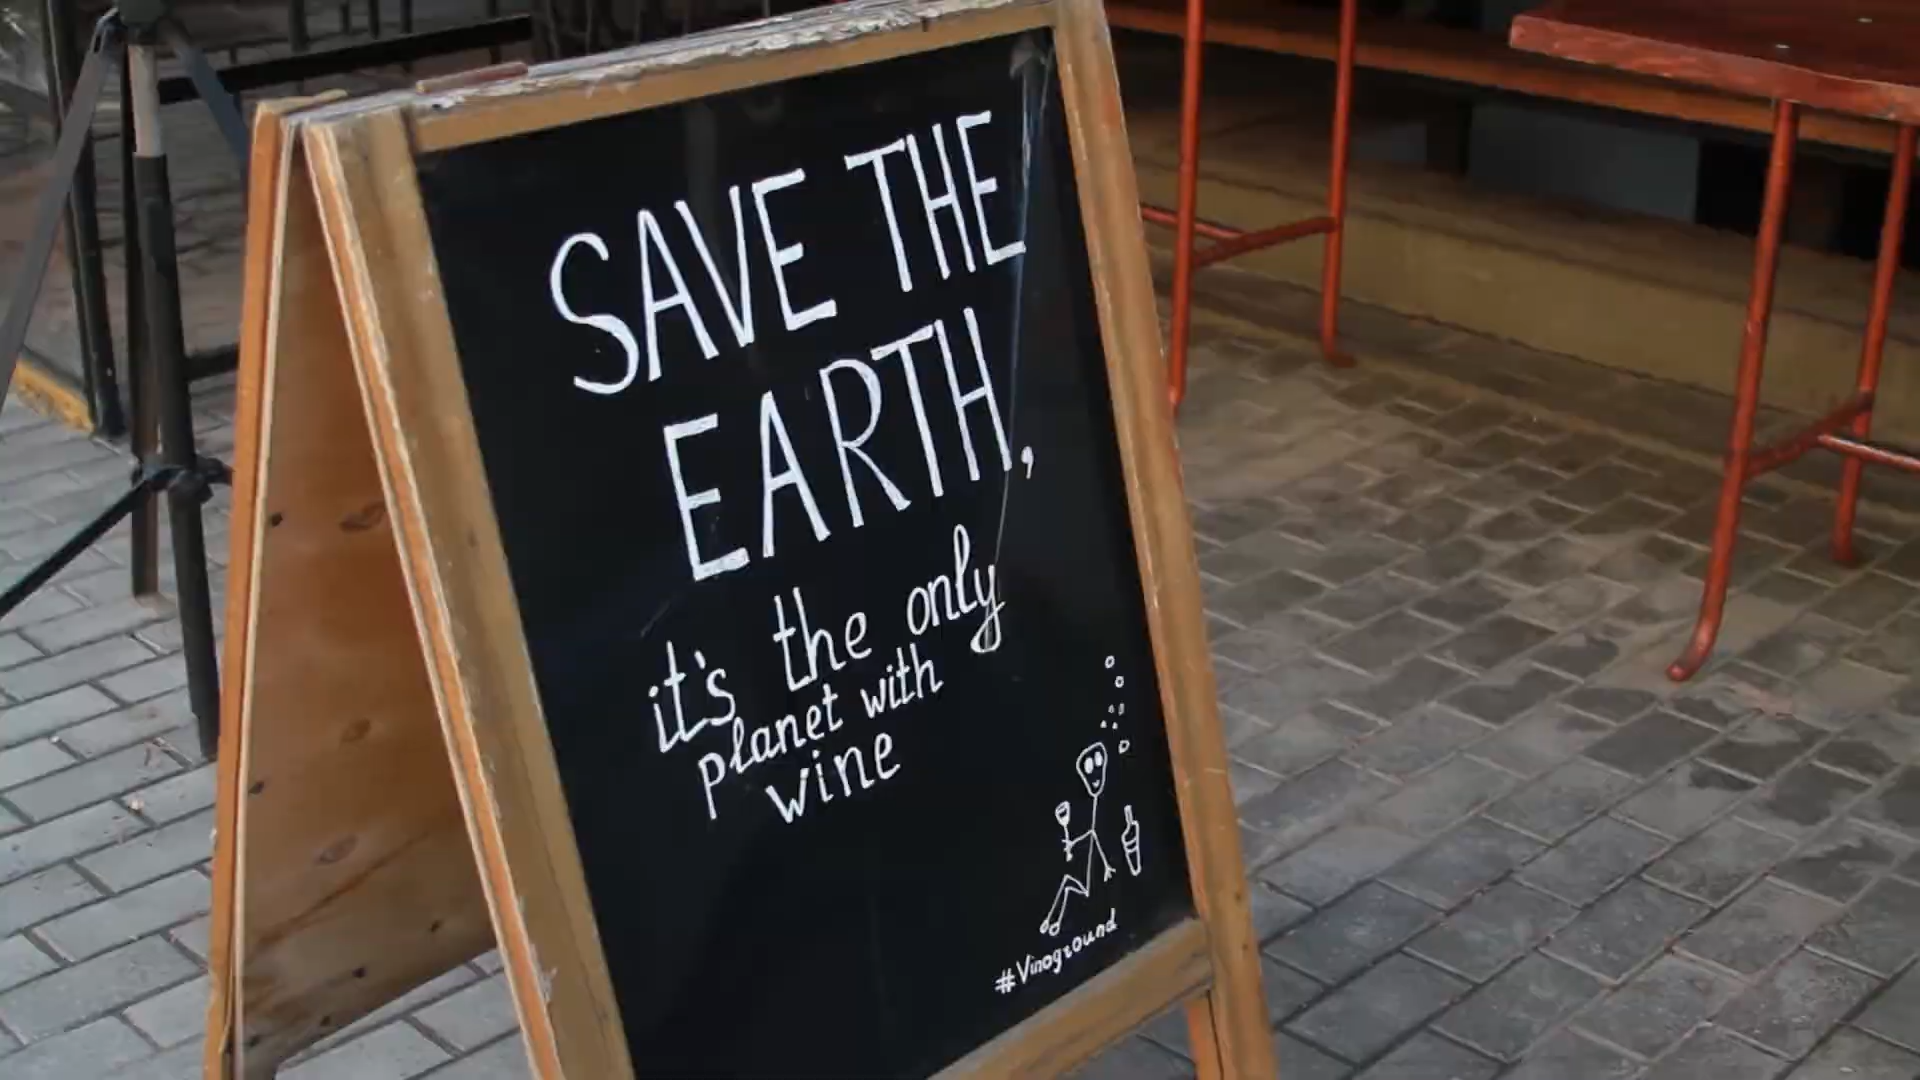 SAVE THE
EARTH,
it's the only
planet with
wine
#Vinoground